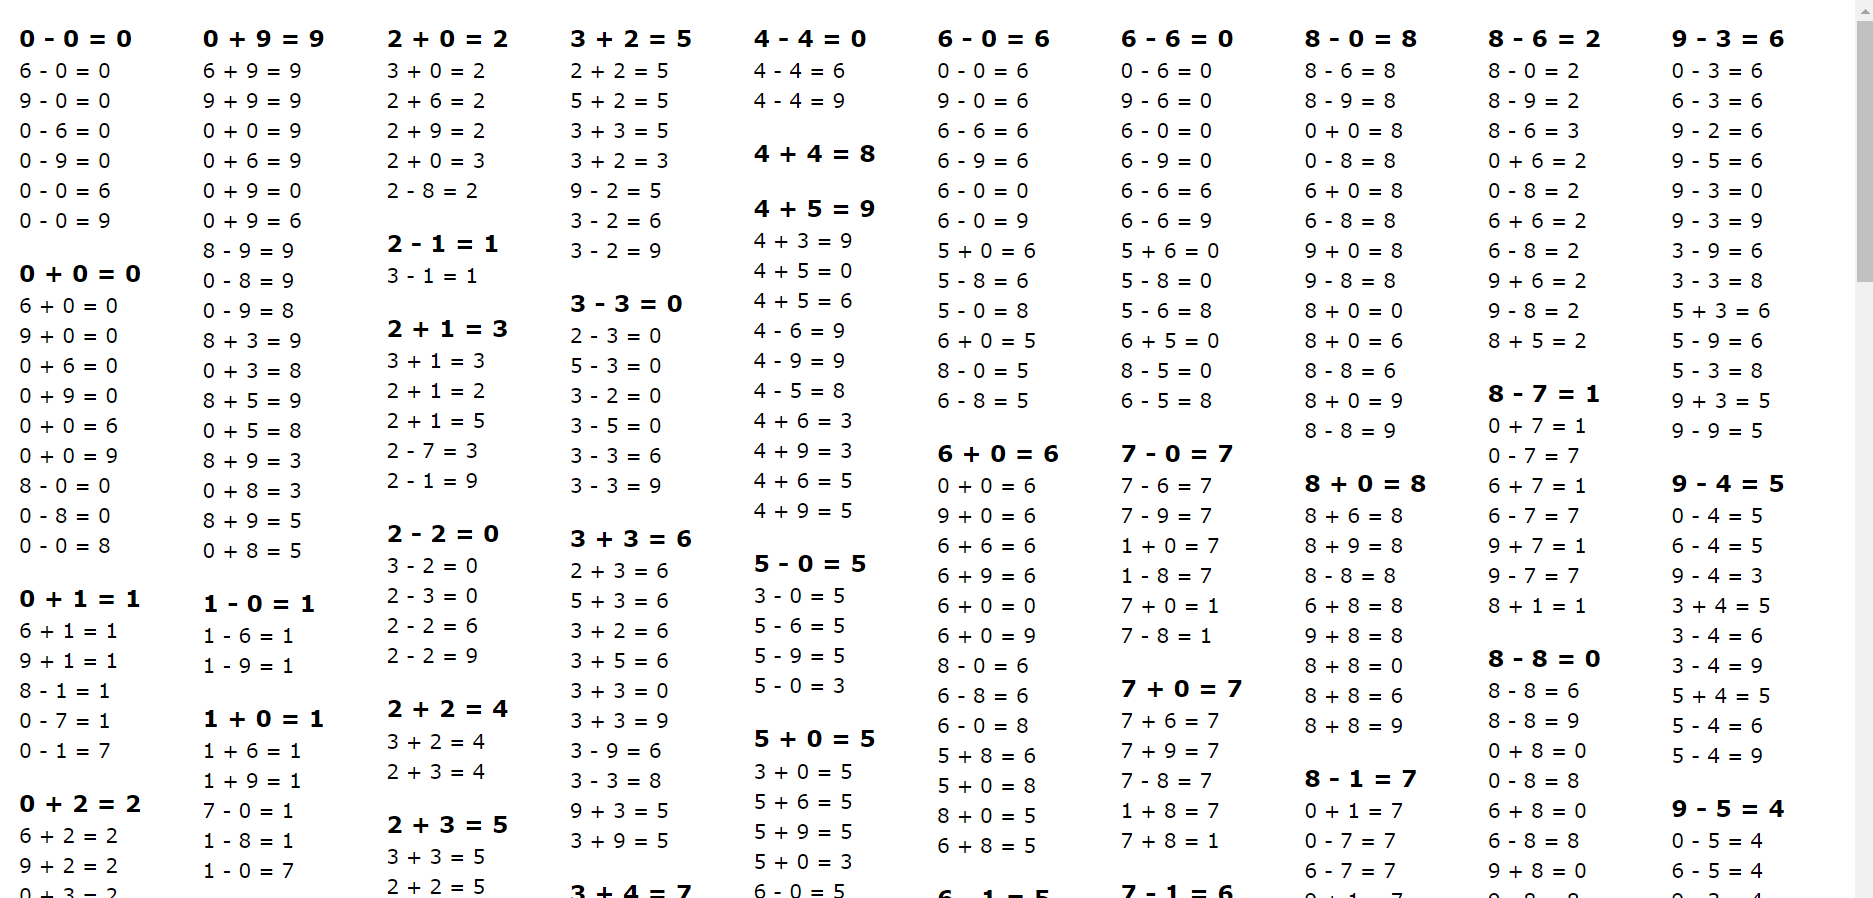 0 - 0 = 0
6 - 0 = 0
9 - 0 = 0
0 - 6 = 0
0 - 9 = 0
0 - 0 = 6
0 - 0 = 9
0 + 0 = 0
6 + 0 = 0
9 + 0 = 0
0 + 6 = 0
0 + 9 = 0
0 + 0 = 6
0 + 0 = 9
8 - 0 = 0
0 - 8 = 0
0 - 0 = 8
0 + 1 = 1
6 + 1 = 1
9 + 1 = 1
8 - 1 = 1
0 - 7 = 1
0 - 1 = 7
0 + 2 = 2
6 + 2 = 2
9 + 2 = 2
0 + 3 = 2
0 + 9 = 9
6 + 9 = 9
9 + 9 = 9
0 + 0 = 9
0 + 6 = 9
0 + 9 = 0
0 + 9 = 6
8 - 9 = 9
0 - 8 = 9
0 - 9 = 8
8 + 3 = 9
0 + 3 = 8
8 + 5 = 9
0 + 5 = 8
8 + 9 = 3
0 + 8 = 3
8 + 9 = 5
0 + 8 = 5
1 - 0 = 1
1 - 6 = 1
1 - 9 = 1
1 + 0 = 1
1 + 6 = 1
1 + 9 = 1
7 - 0 = 1
1 - 8 = 1
1 - 0 = 7
2 + 0 = 2
3 + 0 = 2
2 + 6 = 2
2 + 9 = 2
2 + 0 = 3
2 - 8 = 2
2 - 1 = 1
3 - 1 = 1
2 + 1 = 3
3 + 1 = 3
2 + 1 = 2
2 + 1 = 5
2 - 7 = 3
2 - 1 = 9
2 - 2 = 0
3 - 2 = 0
2 - 3 = 0
2 - 2 = 6
2 - 2 = 9
2 + 2 = 4
3 + 2 = 4
2 + 3 = 4
2 + 3 = 5
3 + 3 = 5
2 + 2 = 5
3 + 2 = 5
2 + 2 = 5
5 + 2 = 5
3 + 3 = 5
3 + 2 = 3
9 - 2 = 5
3 - 2 = 6
3 - 2 = 9
3 - 3 = 0
2 - 3 = 0
5 - 3 = 0
3 - 2 = 0
3 - 5 = 0
3 - 3 = 6
3 - 3 = 9
3 + 3 = 6
2 + 3 = 6
5 + 3 = 6
3 + 2 = 6
3 + 5 = 6
3 + 3 = 0
3 + 3 = 9
3 - 9 = 6
3 - 3 = 8
9 + 3 = 5
3 + 9 = 5
3 + 4 = 7
4 - 4 = 0
4 - 4 = 6
4 - 4 = 9
4 + 4 = 8
4 + 5 = 9
4 + 3 = 9
4 + 5 = 0
4 + 5 = 6
4 - 6 = 9
4 - 9 = 9
4 - 5 = 8
4 + 6 = 3
4 + 9 = 3
4 + 6 = 5
4 + 9 = 5
5 - 0 = 5
3 - 0 = 5
5 - 6 = 5
5 - 9 = 5
5 - 0 = 3
5 + 0 = 5
3 + 0 = 5
5 + 6 = 5
5 + 9 = 5
5 + 0 = 3
6 - 0 = 5
6 - 0 = 6
0 - 0 = 6
9 - 0 = 6
6 - 6 = 6
6 - 9 = 6
6 - 0 = 0
6 - 0 = 9
5 + 0 = 6
5 - 8 = 6
5 - 0 = 8
6 + 0 = 5
8 - 0 = 5
6 - 8 = 5
6 + 0 = 6
0 + 0 = 6
9 + 0 = 6
6 + 6 = 6
6 + 9 = 6
6 + 0 = 0
6 + 0 = 9
8 - 0 = 6
6 - 8 = 6
6 - 0 = 8
5 + 8 = 6
5 + 0 = 8
8 + 0 = 5
6 + 8 = 5
6 - 1 = 5
6 - 6 = 0
0 - 6 = 0
9 - 6 = 0
6 - 0 = 0
6 - 9 = 0
6 - 6 = 6
6 - 6 = 9
5 + 6 = 0
5 - 8 = 0
5 - 6 = 8
6 + 5 = 0
8 - 5 = 0
6 - 5 = 8
7 - 0 = 7
7 - 6 = 7
7 - 9 = 7
1 + 0 = 7
1 - 8 = 7
7 + 0 = 1
7 - 8 = 1
7 + 0 = 7
7 + 6 = 7
7 + 9 = 7
7 - 8 = 7
1 + 8 = 7
7 + 8 = 1
7 - 1 = 6
8 - 0 = 8
8 - 6 = 8
8 - 9 = 8
0 + 0 = 8
0 - 8 = 8
6 + 0 = 8
6 - 8 = 8
9 + 0 = 8
9 - 8 = 8
8 + 0 = 0
8 + 0 = 6
8 - 8 = 6
8 + 0 = 9
8 - 8 = 9
8 + 0 = 8
8 + 6 = 8
8 + 9 = 8
8 - 8 = 8
6 + 8 = 8
9 + 8 = 8
8 + 8 = 0
8 + 8 = 6
8 + 8 = 9
8 - 1 = 7
0 + 1 = 7
0 - 7 = 7
6 - 7 = 7
9 + 1 = 7
8 - 6 = 2
8 - 0 = 2
8 - 9 = 2
8 - 6 = 3
0 + 6 = 2
0 - 8 = 2
6 + 6 = 2
6 - 8 = 2
9 + 6 = 2
9 - 8 = 2
8 + 5 = 2
8 - 7 = 1
0 + 7 = 1
0 - 7 = 7
6 + 7 = 1
6 - 7 = 7
9 + 7 = 1
9 - 7 = 7
8 + 1 = 1
8 - 8 = 0
8 - 8 = 6
8 - 8 = 9
0 + 8 = 0
0 - 8 = 8
6 + 8 = 0
6 - 8 = 8
9 + 8 = 0
9 - 8 = 8
9 - 3 = 6
0 - 3 = 6
6 - 3 = 6
9 - 2 = 6
9 - 5 = 6
9 - 3 = 0
9 - 3 = 9
3 - 9 = 6
3 - 3 = 8
5 + 3 = 6
5 - 9 = 6
5 - 3 = 8
9 + 3 = 5
9 - 9 = 5
9 - 4 = 5
0 - 4 = 5
6 - 4 = 5
9 - 4 = 3
3 + 4 = 5
3 - 4 = 6
3 - 4 = 9
5 + 4 = 5
5 - 4 = 6
5 - 4 = 9
9 - 5 = 4
0 - 5 = 4
6 - 5 = 4
9 - 3 = 4